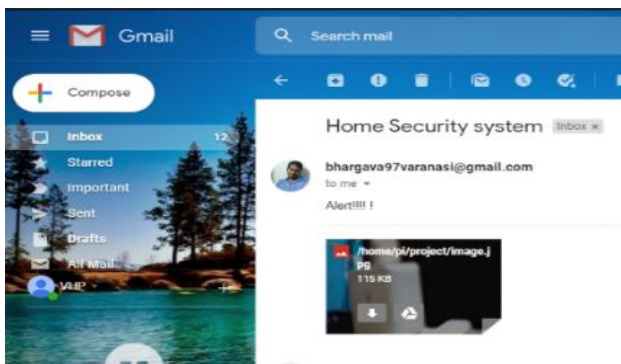 Gmail
Search mail
Compose
Home Security system Inbox x
Inbox 12
Starred
bhargava97varanasi@gmail.com
Important
to me
Sent
Alert!!!! !
Drafts
All Mail
/home/pi/project/image.j
pg
115 KB
VHP